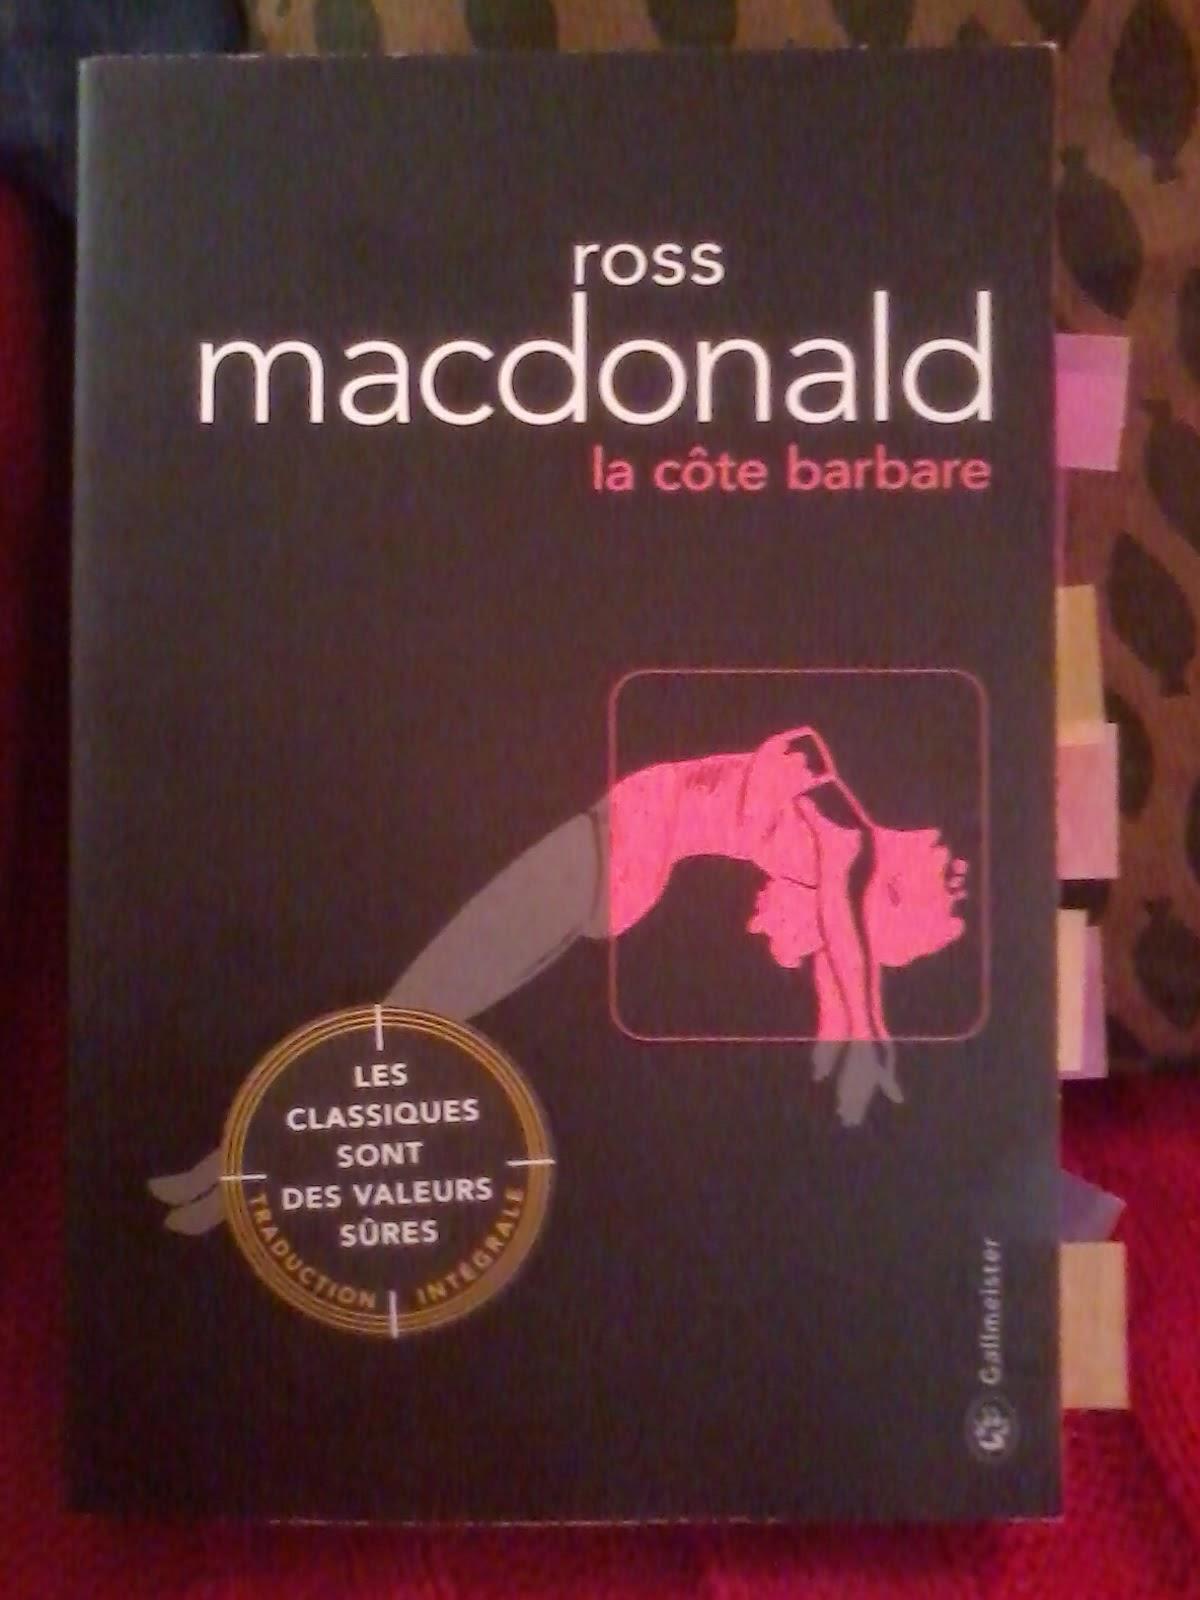 ross
macdonald
la côte barbare
LES
CLASSIQUES
SONT
DES VALEURS
SÛRES
TRADUCTION INTÉGRALE
Gallmeister